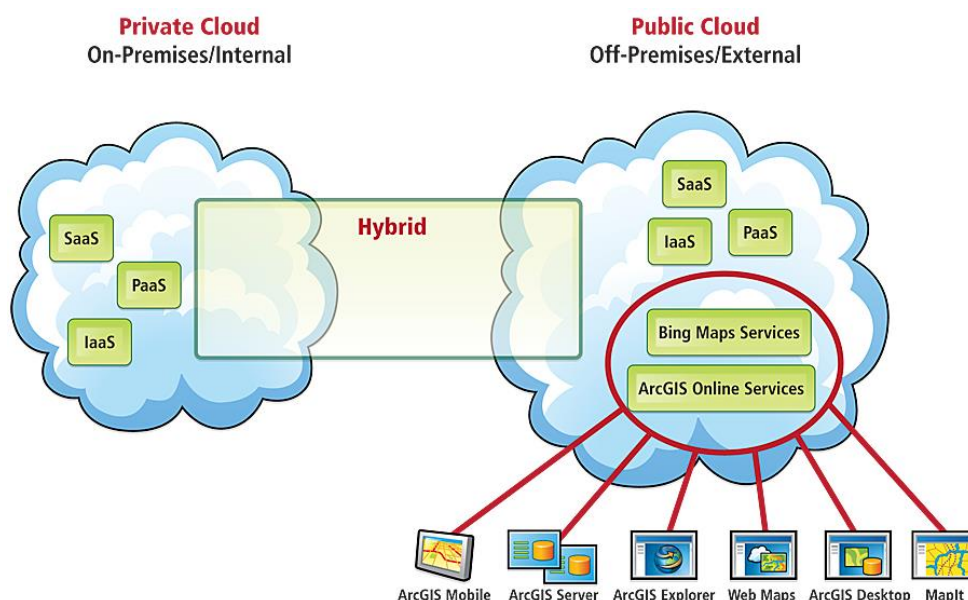 Private Cloud
On-Premises/Internal
Public Cloud
Off-Premises/External
SaaS
PaaS
IaaS
Hybrid
SaaS
IaaS
PaaS
Bing Maps Services
ArcGIS Online Services
ArcGIS Mobile
ArcGIS Server
ArcGIS Explorer
Web Maps
ArcGIS Desktop
MapIt